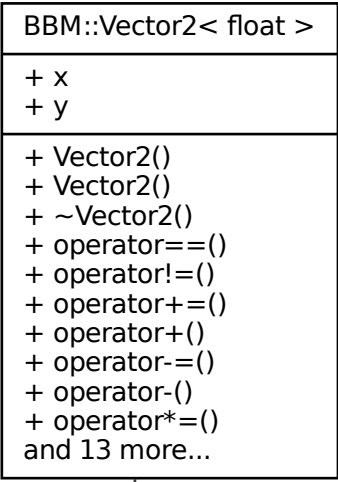 BBM::Vector2< float >
+ x
+ y
+ Vector2()
+ Vector2()
+ ~Vector2()
+ operator==()
+ operator!=()
+ operator+=()
+ operator+()
+ operator-=()
+ operator-()
+ operator*=()
and 13 more...